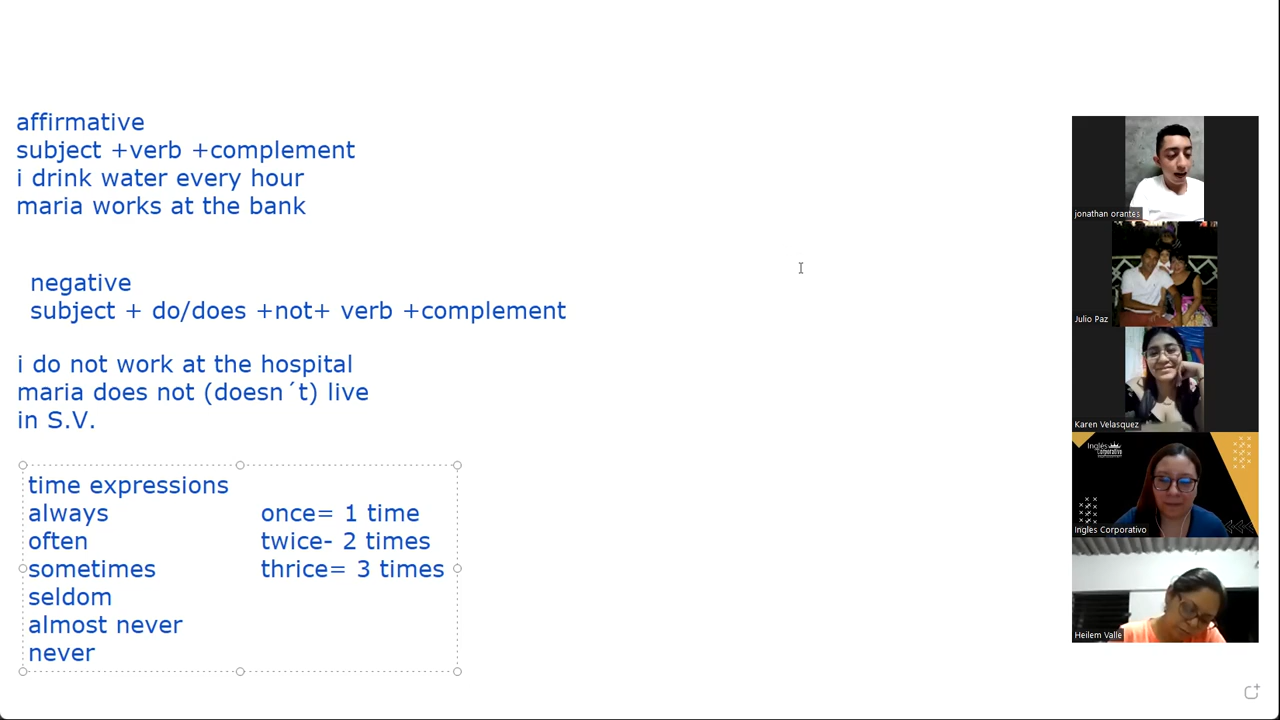 affirmative
subject +verb +complement
i drink water every hour
maria works at the bank
negative
subject + do/does +not+ verb +complement
i do not work at the hospital
maria does not (doesn´t) live
in S.V.
time expressions
always once= 1 time
often twice- 2 times
sometimes thrice= 3 times
seldom
almost never
never
jonathan orantes
Julio Paz
Karen Velasquez
Inglés
Corporativo
Ingles Corporativo
Heilem Valle